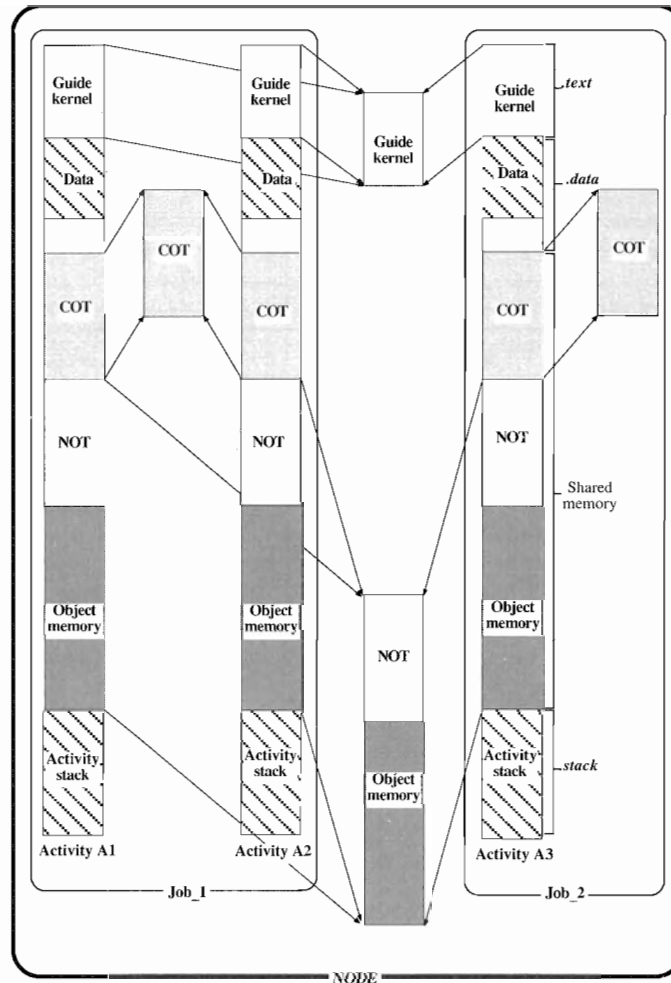 Guide
kernel
Guide
kernel
Guide
kernel
Guide
kernel
.text
Data
Data
Data
.data
COT
COT
COT
COT
COT
NOT
NOT
NOT
NOT
Shared
memory
Object
memory
Object
memory
Object
memory
Object
memory
Activity
stack
Activity
stack
Activity
stack
.stack
Activity A1
Activity A2
Activity A3
Job_1
Job_2
NODE